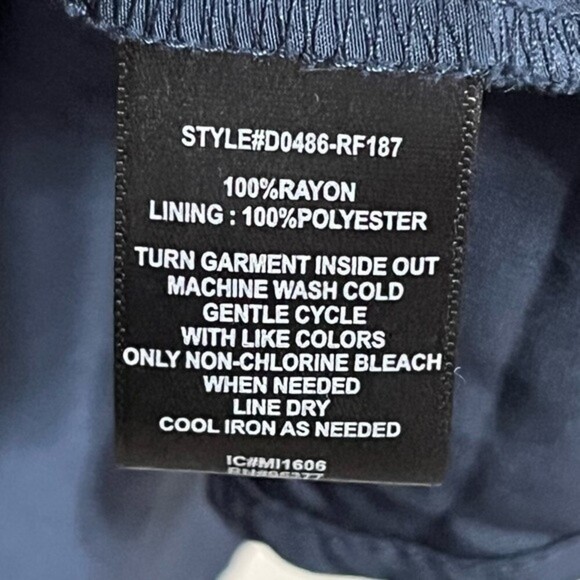 STYLE#D0486-RF187
100%RAYON
LINING : 100%POLYESTER
TURN GARMENT INSIDE OUT
MACHINE WASH COLD
GENTLE CYCLE
WITH LIKE COLORS
ONLY NON-CHLORINE BLEACH
WHEN NEEDED
LINE DRY
COOL IRON AS NEEDED
IC#MI1606